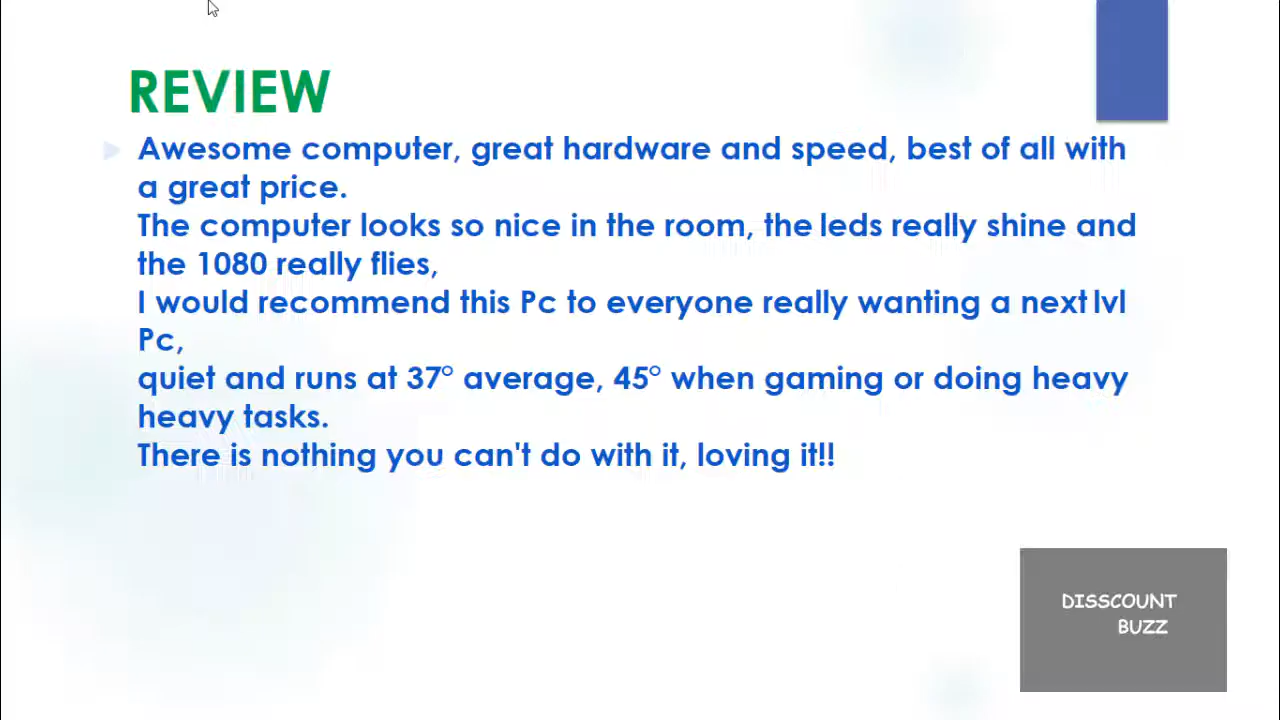 REVIEW
Awesome computer, great hardware and speed, best of all with
a great price.
The computer looks so nice in the room, the leds really shine and
the 1080 really flies,
I would recommend this Pc to everyone really wanting a next lvl
Pc,
quiet and runs at 37° average, 45° when gaming or doing heavy
heavy tasks.
There is nothing you can't do with it, loving it!!
DISSCOUNT
BUZZ